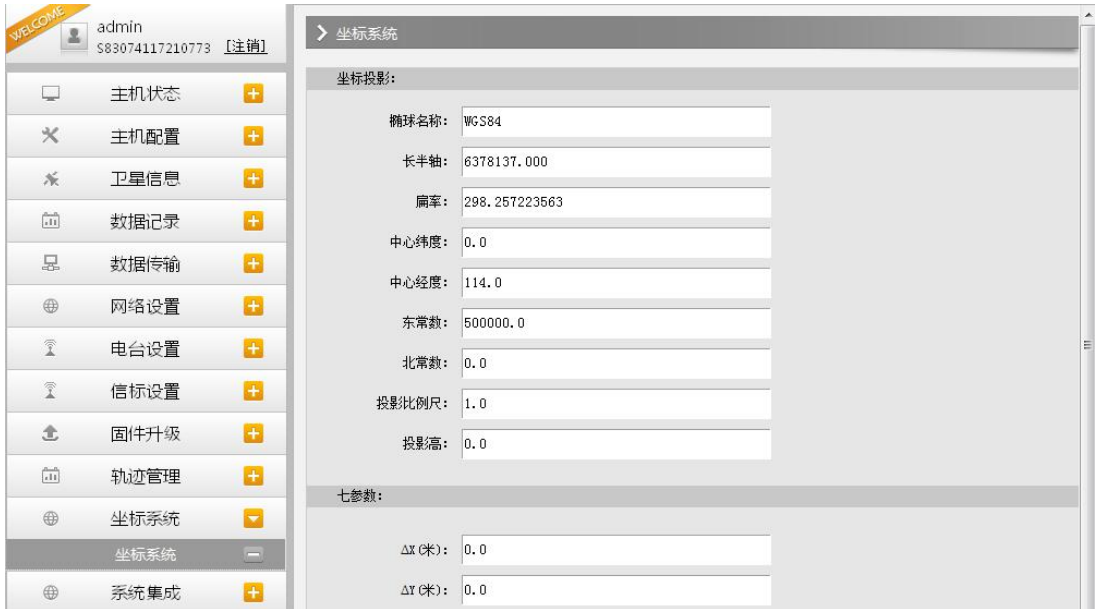 WELCOME
admin
S83074117210773 [注销]
主机状态
主机配置
卫星信息
数据记录
数据传输
网络设置
电台设置
信标设置
固件升级
轨迹管理
坐标系统
坐标系统
系统集成
坐标系统
坐标投影:
椭球名称: WGS84
长半轴: 6378137.000
扁率: 298.257223563
中心纬度: 0.0
中心经度: 114.0
东常数: 500000.0
北常数: 0.0
投影比例尺: 1.0
投影高: 0.0
七参数:
ΔX(米): 0.0
ΔY(米): 0.0